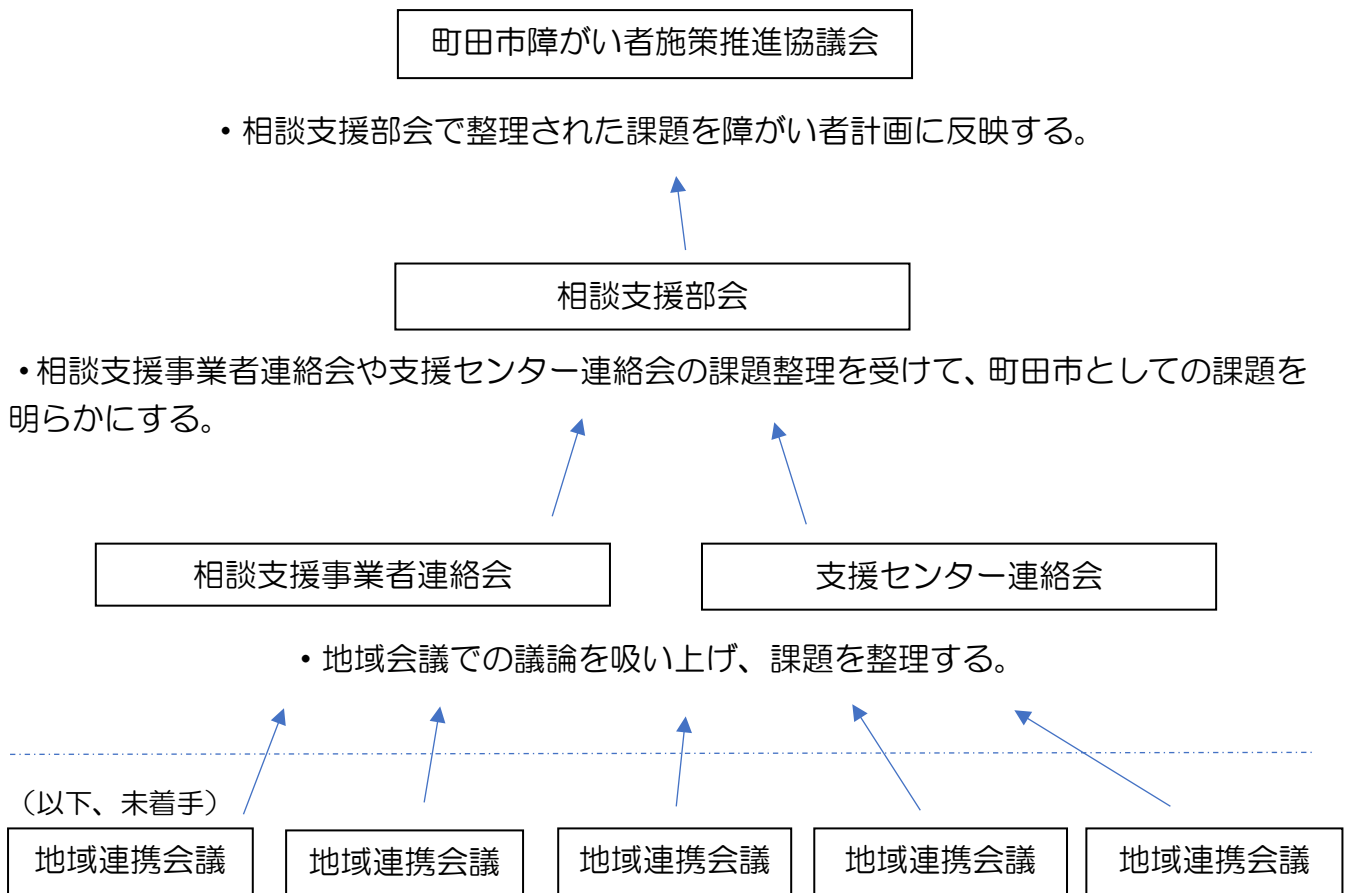 町田市障がい者施策推進協議会
・相談支援部会で整理された課題を障がい者計画に反映する。
相談支援部会
・相談支援事業者連絡会や支援センター連絡会の課題整理を受けて、町田市としての課題を
明らかにする。
相談支援事業者連絡会
支援センター連絡会
・地域会議での議論を吸い上げ、課題を整理する。
（以下、未着手）
地域連携会議
地域連携会議
地域連携会議
地域連携会議
地域連携会議